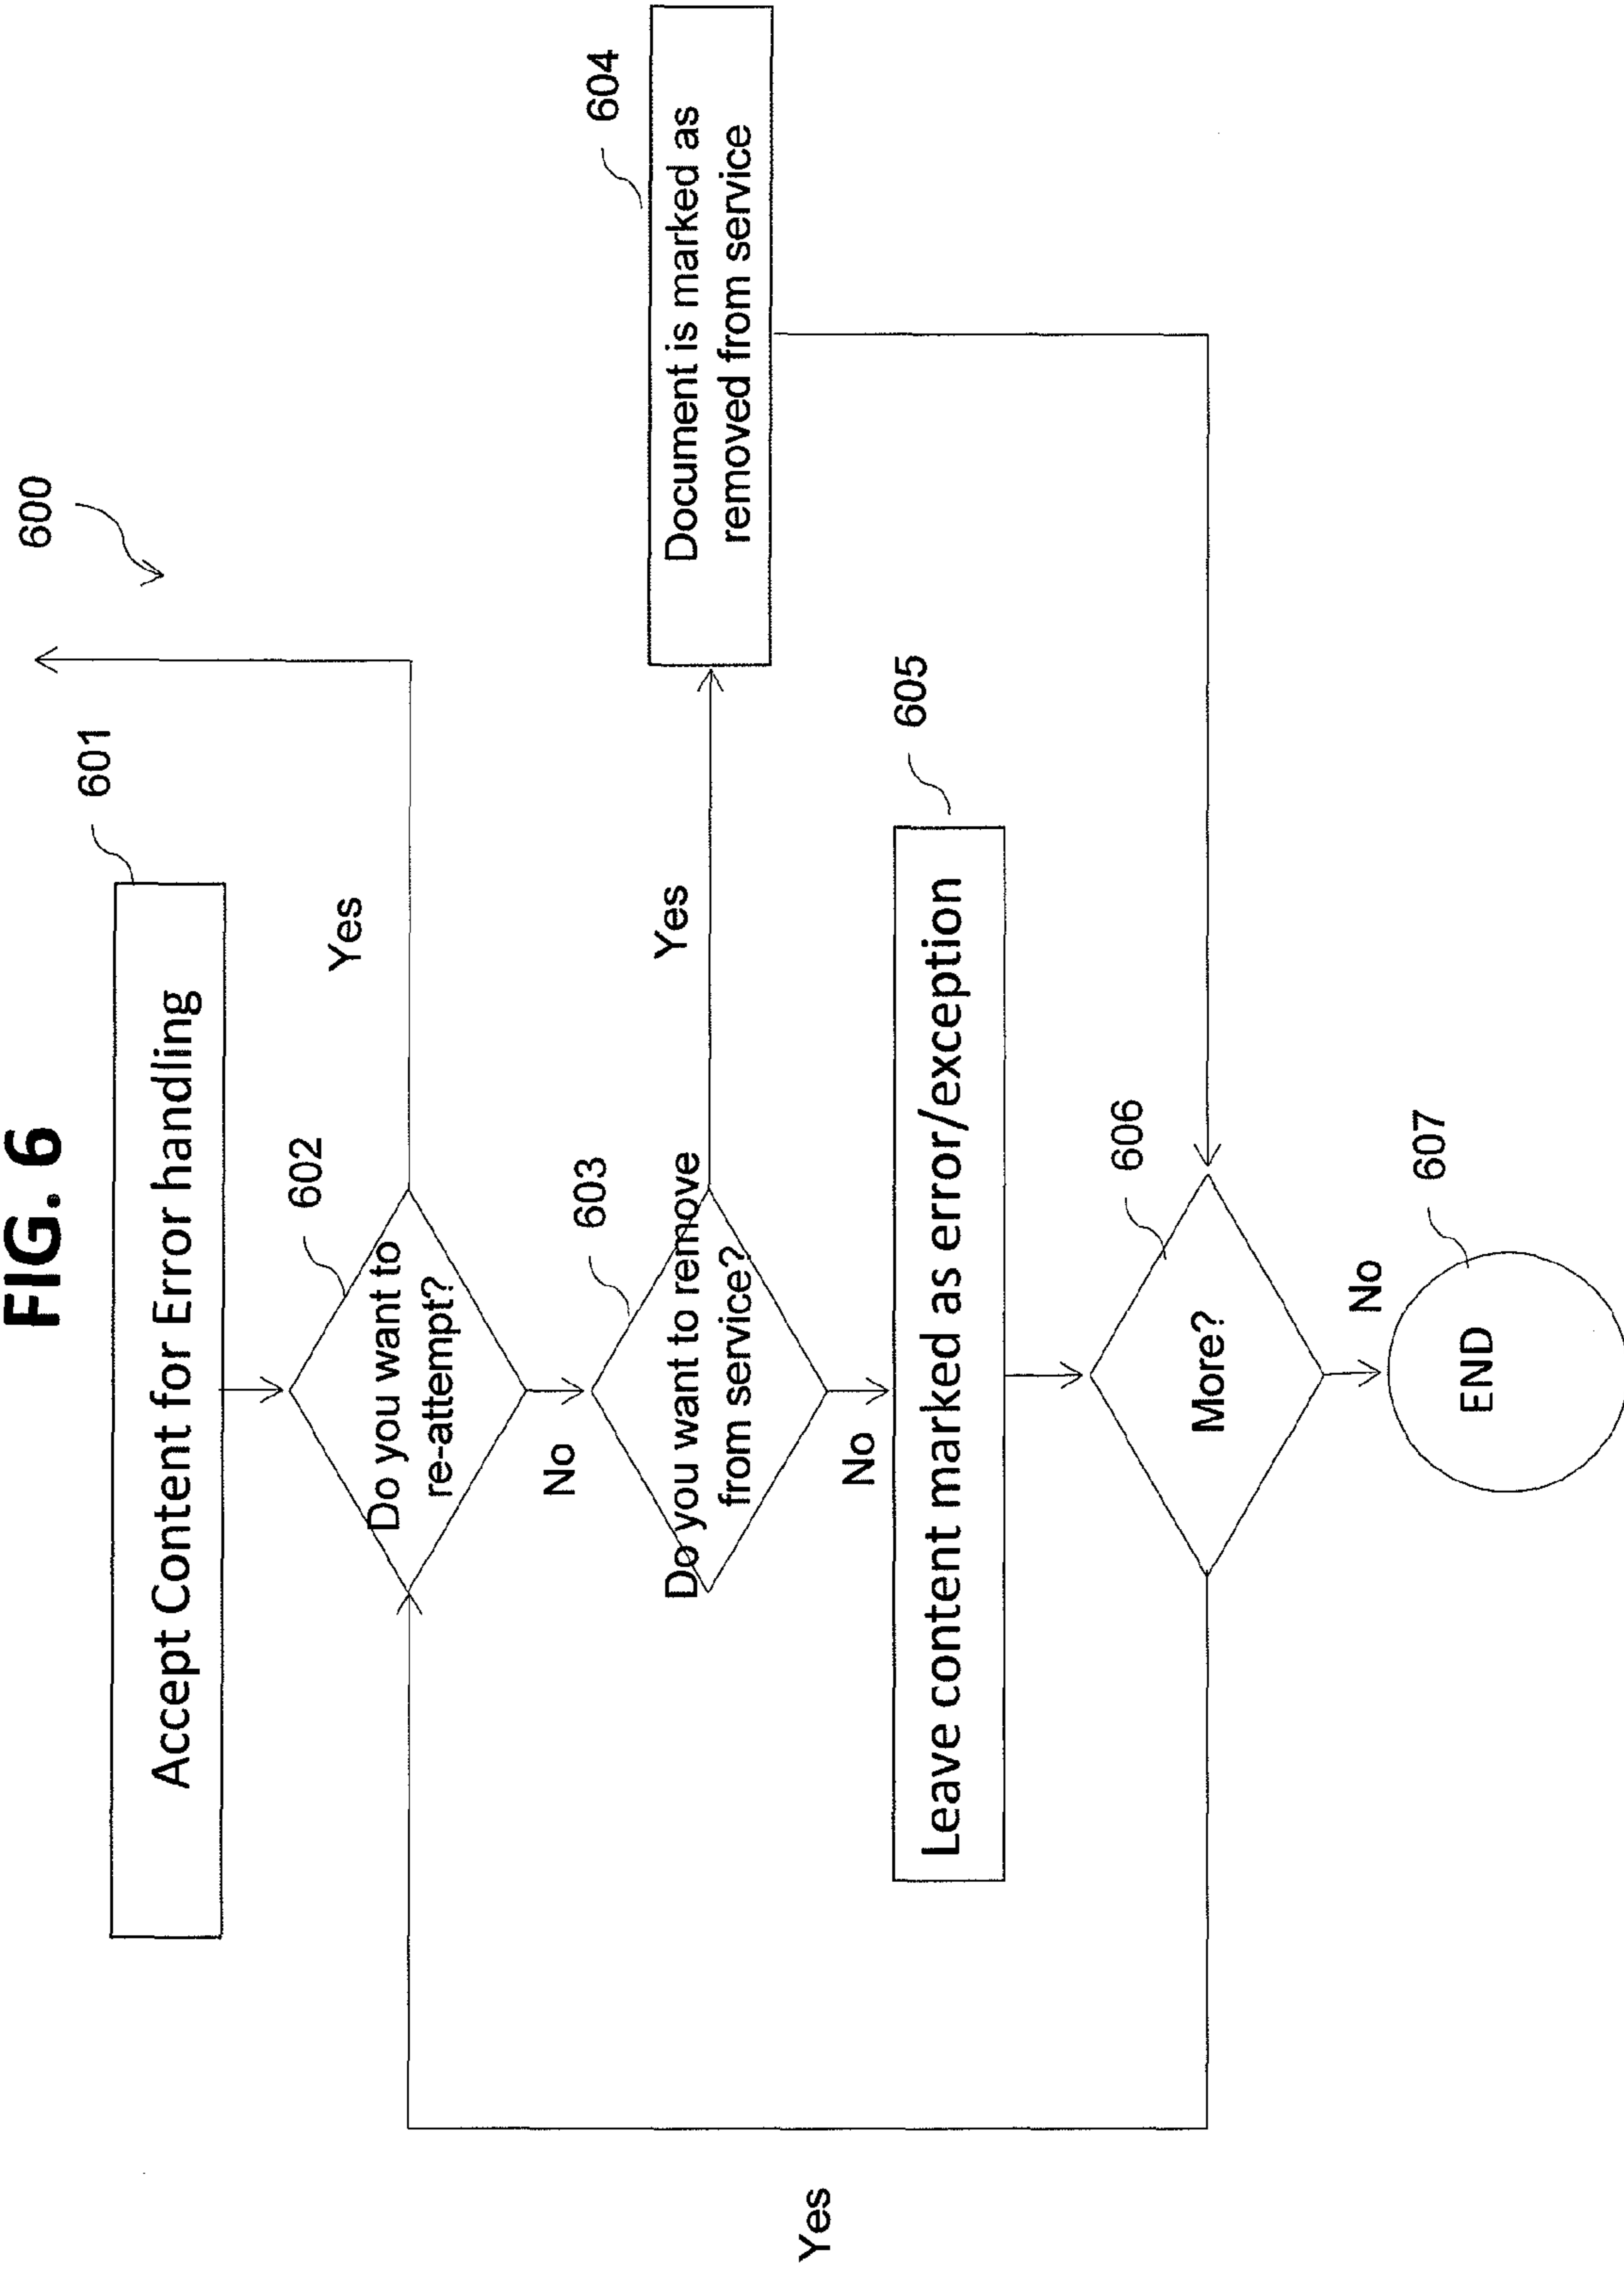 FIG. 6
600
601
Accept Content for Error handling
602
Do you want to
re-attempt?
Yes
No
603
Do you want to remove
from service?
Yes
604
Document is marked as
removed from service
No
605
Leave content marked as error/exception
606
More?
Yes
No
607
END